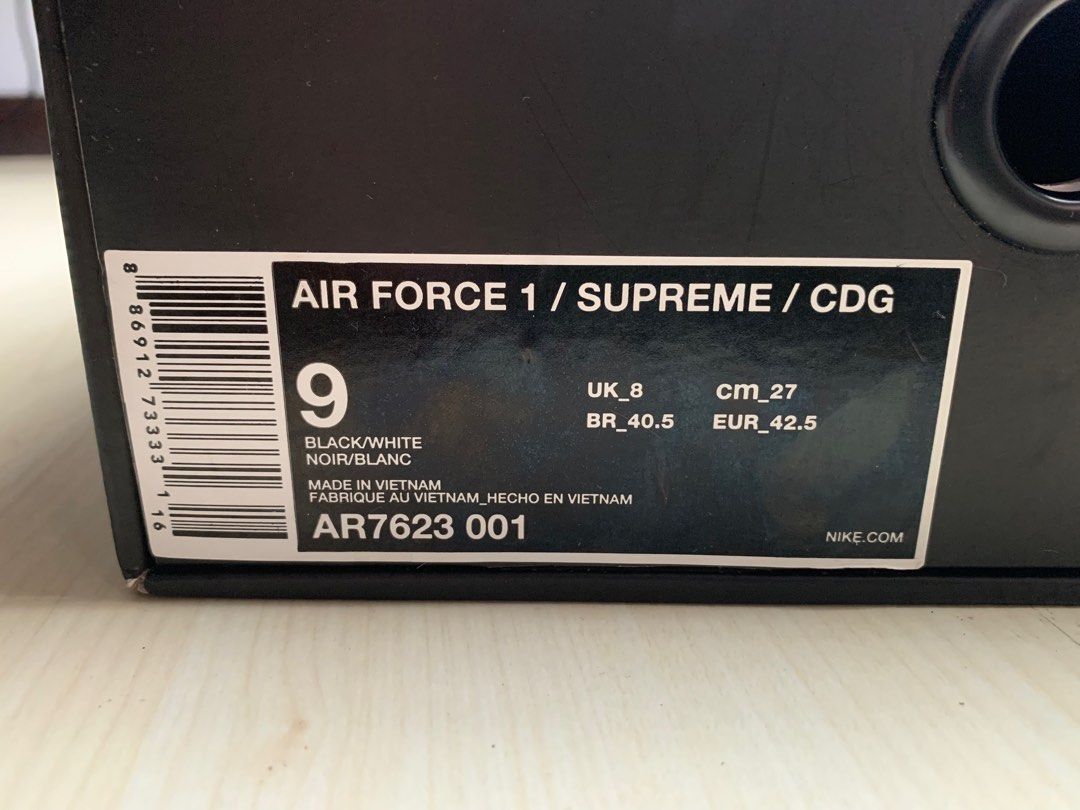 8 86912 73333 1 16
AIR FORCE 1 / SUPREME / CDG
9
UK_8 cm_27
BR_40.5 EUR_42.5
BLACK/WHITE
NOIR/BLANC
MADE IN VIETNAM
FABRIQUE AU VIETNAM_HECHO EN VIETNAM
AR7623 001
NIKE.COM